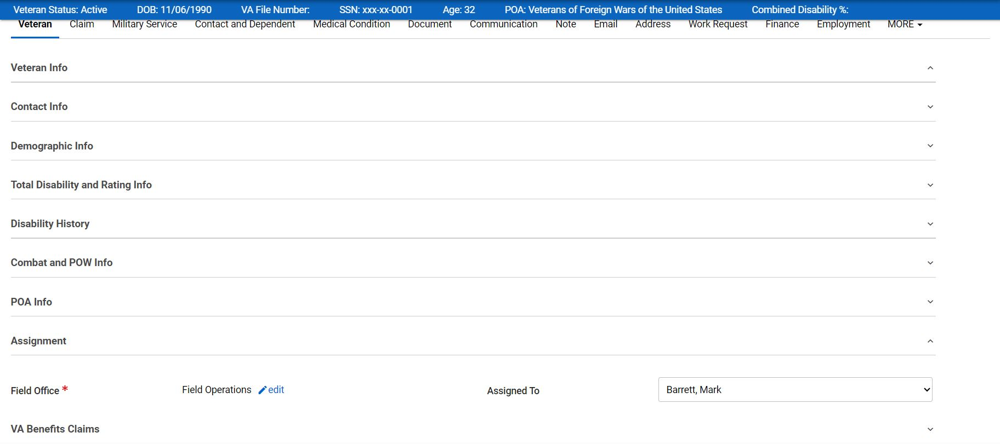 Veteran Status: Active DOB: 11/06/1990 VA File Number: SSN: xxx-xx-0001 Age: 32 POA: Veterans of Foreign Wars of the United States Combined Disability %:
Veteran Claim Military Service Contact and Dependent Medical Condition Document Communication Note Email Address Work Request Finance Employment MORE
Veteran Info
Contact Info
Demographic Info
Total Disability and Rating Info
Disability History
Combat and POW Info
POA Info
Assignment
Field Office * Field Operations edit Assigned To Barrett, Mark
VA Benefits Claims